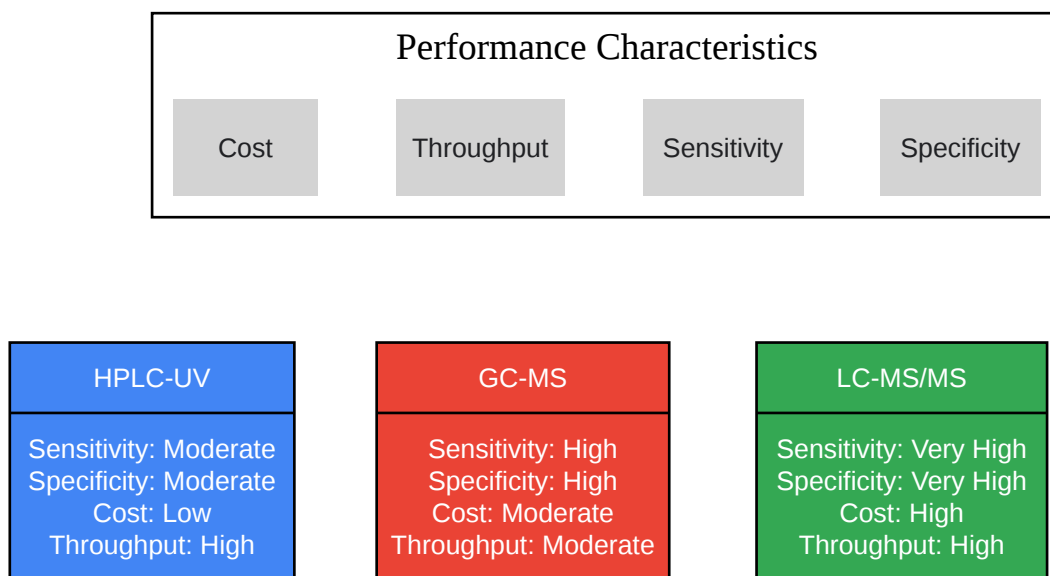 Performance Characteristics
Cost
Throughput
Sensitivity
Specificity
HPLC-UV
Sensitivity: Moderate
Specificity: Moderate
Cost: Low
Throughput: High
GC-MS
Sensitivity: High
Specificity: High
Cost: Moderate
Throughput: Moderate
LC-MS/MS
Sensitivity: Very High
Specificity: Very High
Cost: High
Throughput: High